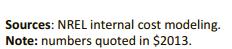 Sources: NREL internal cost modeling.
Note: numbers quoted in $2013.